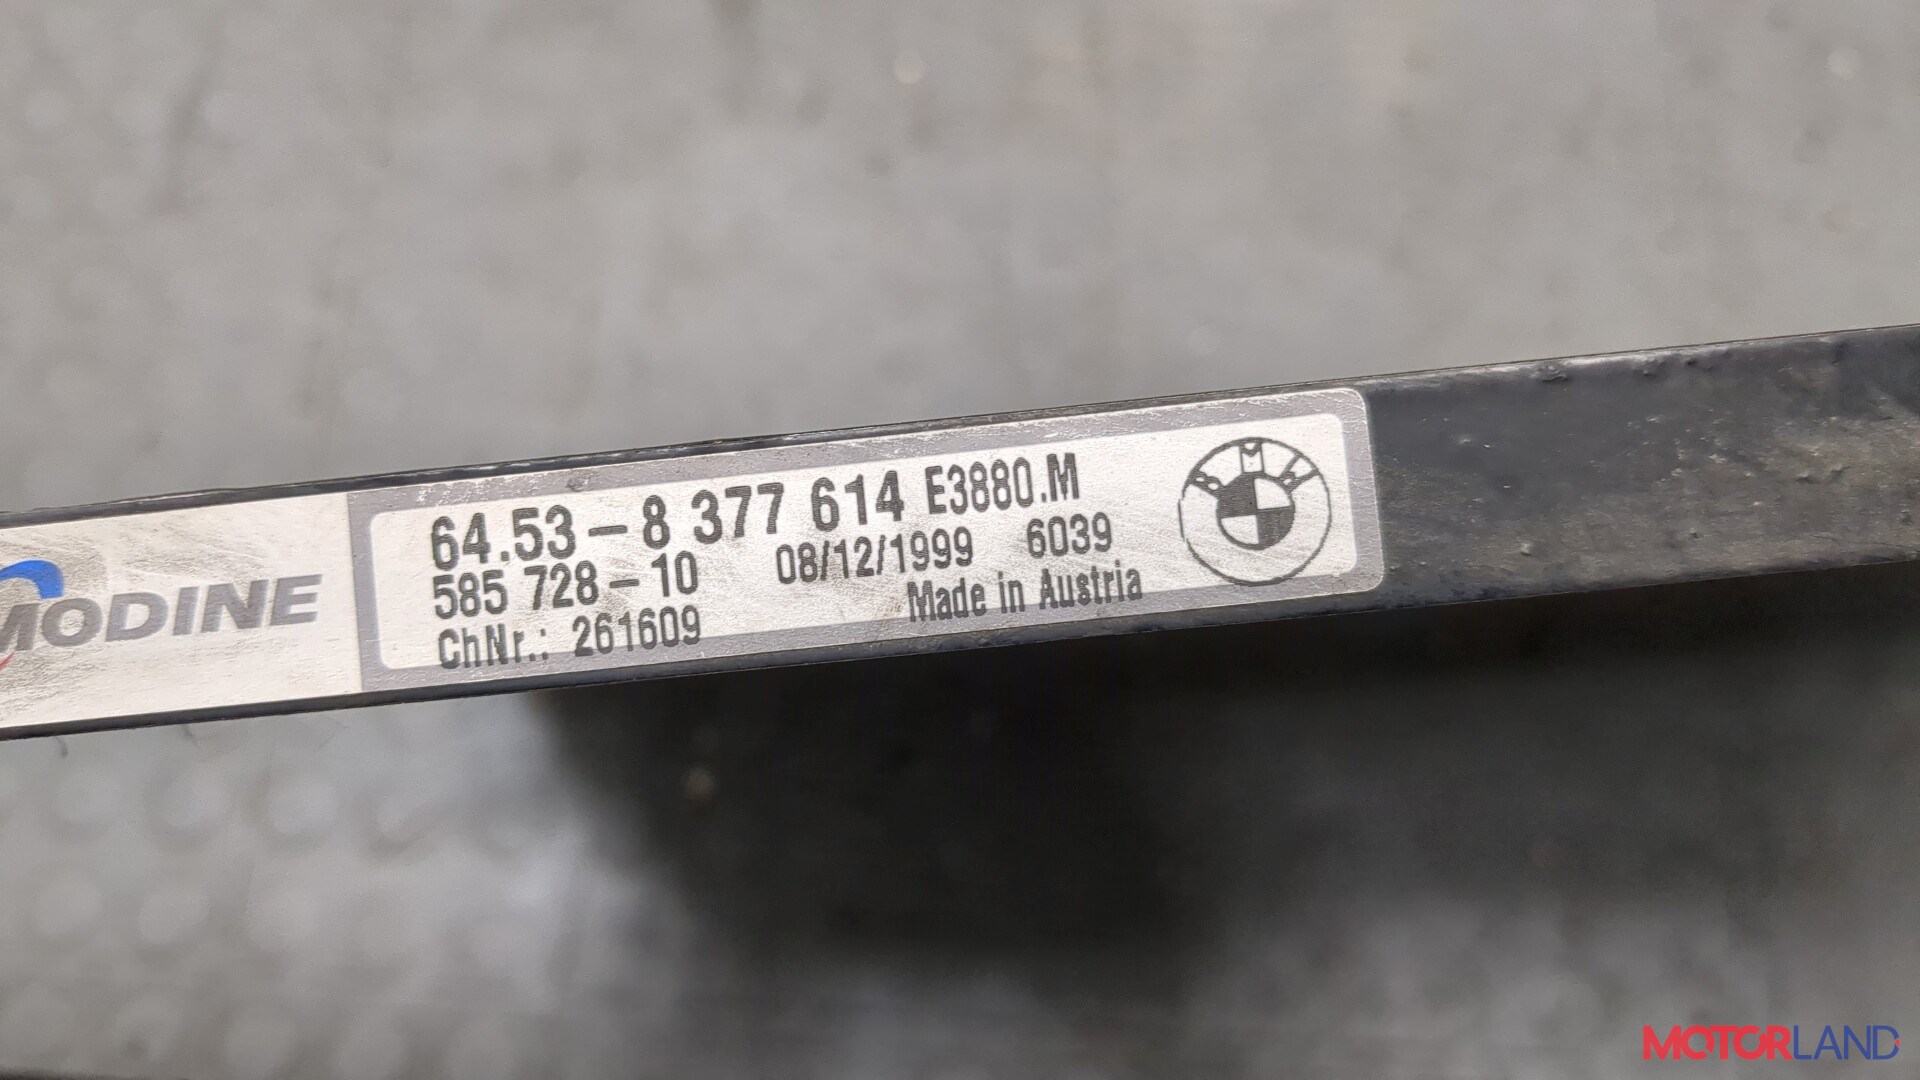 MODINE
64.53-8 377 614 E3880.M
585 728-10 08/12/1999 6039
ChNr.: 261609 Made in Austria
BMW
MOTORLAND